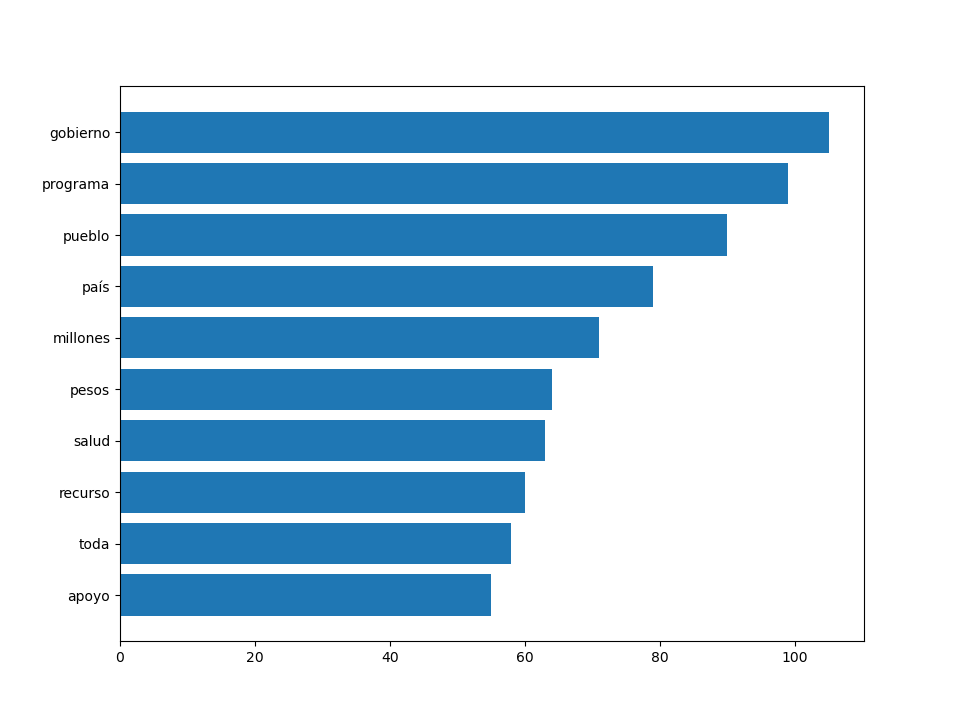 gobierno
programa
pueblo
país
millones
pesos
salud
recurso
toda
apoyo
0 20 40 60 80 100